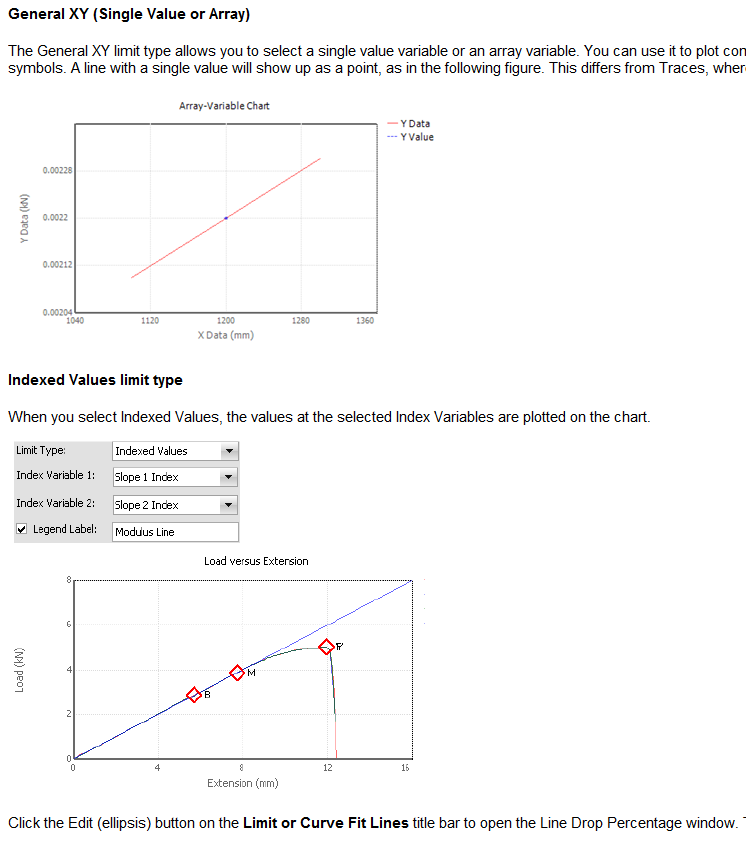 General XY (Single Value or Array)
The General XY limit type allows you to select a single value variable or an array variable. You can use it to plot con
symbols. A line with a single value will show up as a point, as in the following figure. This differs from Traces, wher
Array-Variable Chart
Y Data
Y Value
0.00228
0.0022
0.00212
0.00204
Y Data (kN)
1040 1120 1200 1280 1360
X Data (mm)
Indexed Values limit type
When you select Indexed Values, the values at the selected Index Variables are plotted on the chart.
Limit Type: Indexed Values
Index Variable 1: Slope 1 Index
Index Variable 2: Slope 2 Index
Legend Label: Modulus Line
Load versus Extension
8
6
4
2
0
Load (kN)
B
M
0 4 8 12 16
Extension (mm)
Click the Edit (ellipsis) button on the Limit or Curve Fit Lines title bar to open the Line Drop Percentage window.